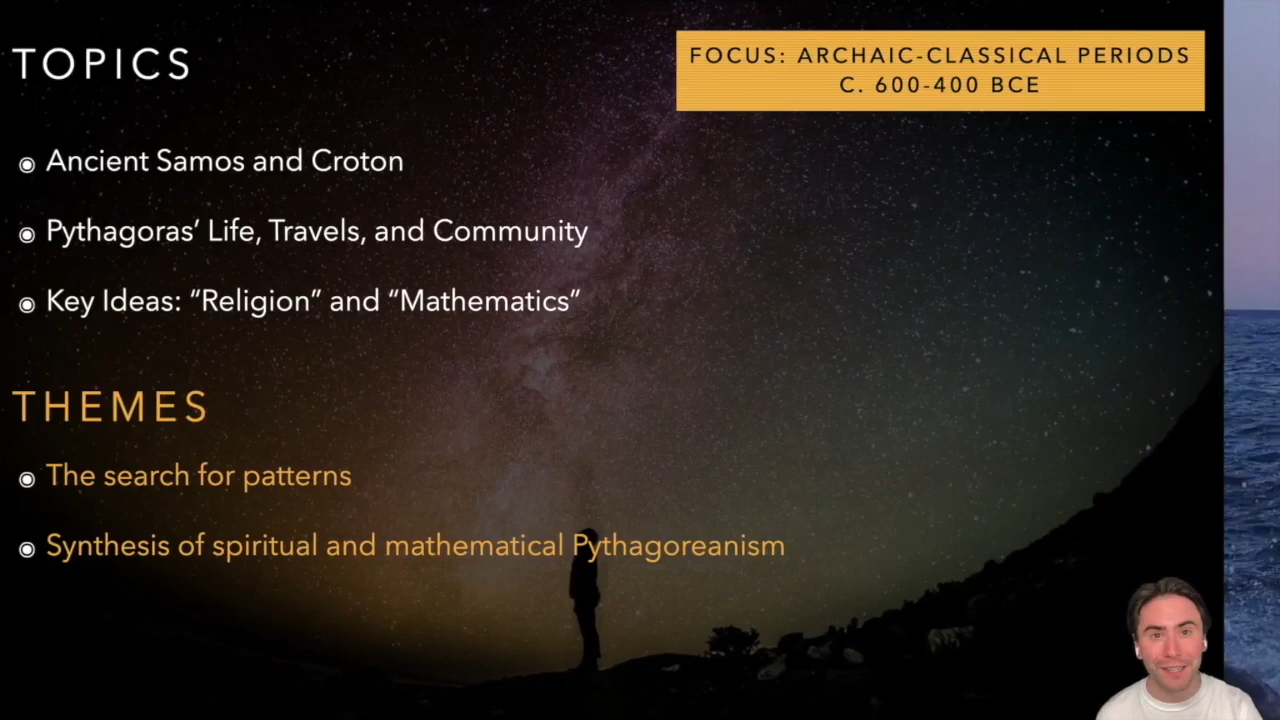 TOPICS
FOCUS: ARCHAIC-CLASSICAL PERIODS
C. 600-400 BCE
Ancient Samos and Croton
Pythagoras’ Life, Travels, and Community
Key Ideas: “Religion” and “Mathematics”
THEMES
The search for patterns
Synthesis of spiritual and mathematical Pythagoreanism